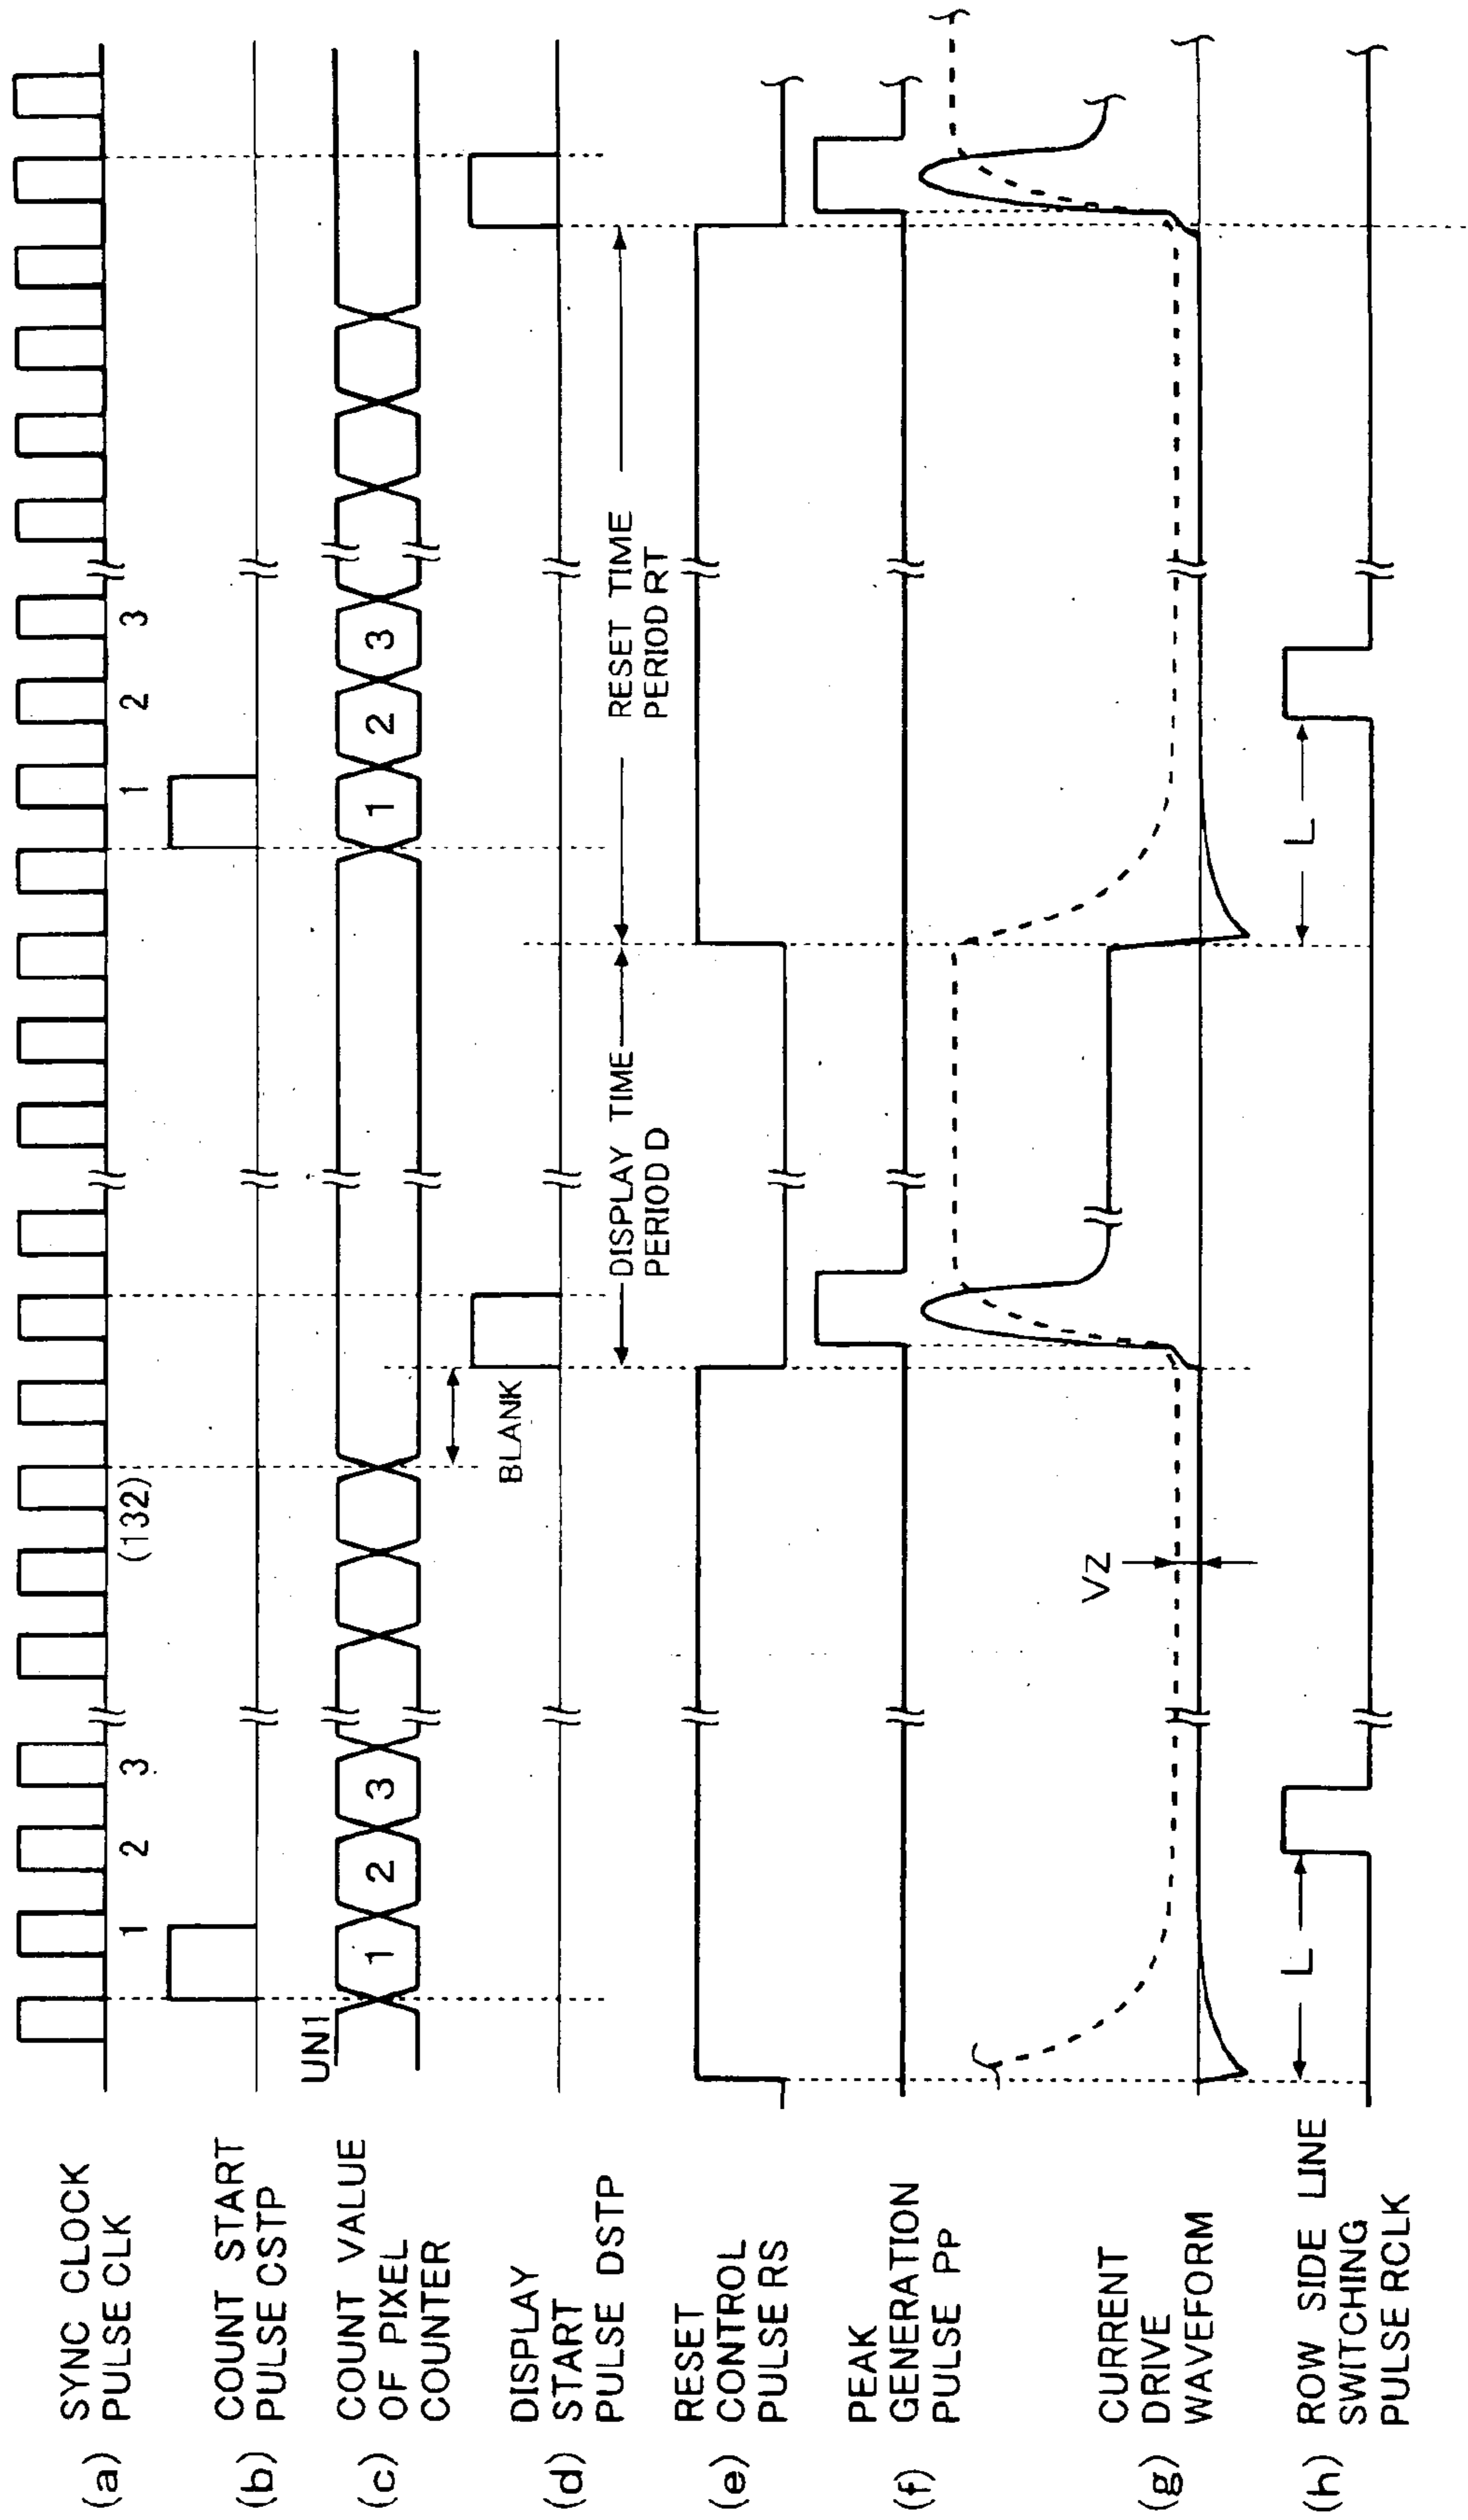 (a) SYNC CLOCK
PULSE CLK
1
2
3
(132)
1
2
3
(b) COUNT START
PULSE CSTP
(c) COUNT VALUE
OF PIXEL
COUNTER
UN1
1
2
3
1
2
3
BLANK
(d) DISPLAY
START
PULSE DSTP
DISPLAY TIME
PERIOD D
RESET TIME
PERIOD RT
(e) RESET
CONTROL
PULSE RS
(f) PEAK
GENERATION
PULSE Pp
(g) CURRENT
DRIVE
WAVEFORM
VZ
(h) ROW SIDE LINE
SWITCHING
PULSE RCLK
L
L